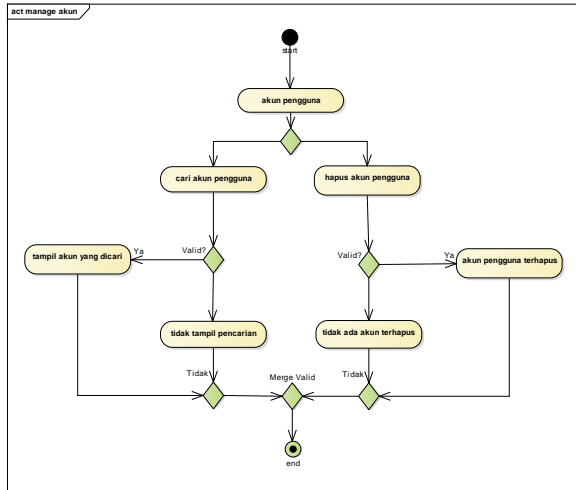 act manage akun
start
akun pengguna
cari akun pengguna
hapus akun pengguna
tampil akun yang dicari
Ya
Valid?
Valid?
Ya
akun pengguna terhapus
tidak tampil pencarian
tidak ada akun terhapus
Tidak
Merge Valid
Tidak
end